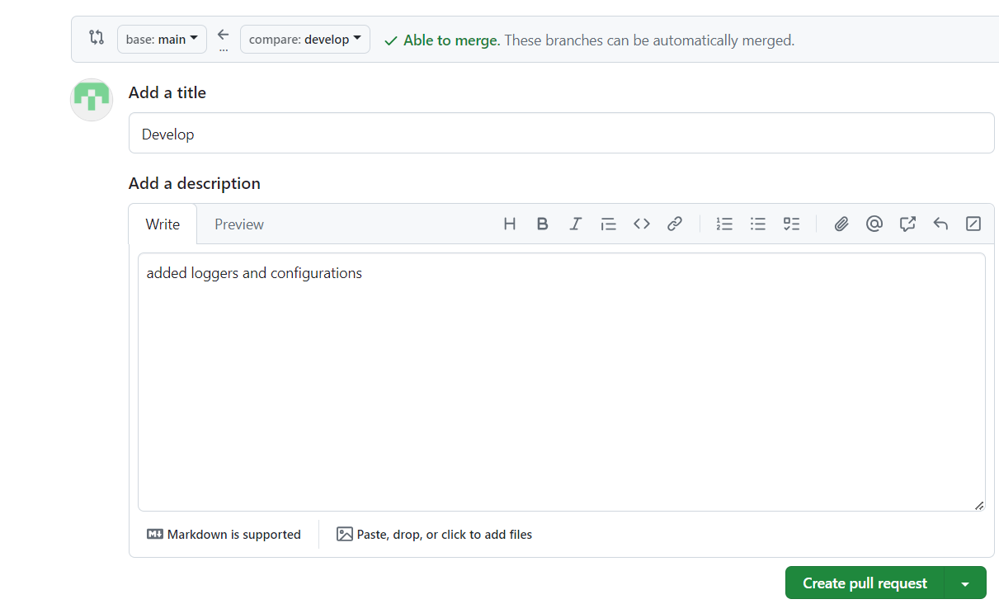 base: main ... compare: develop Able to merge. These branches can be automatically merged.
Add a title
Develop
Add a description
Write Preview
added loggers and configurations
Markdown is supported Paste, drop, or click to add files
Create pull request